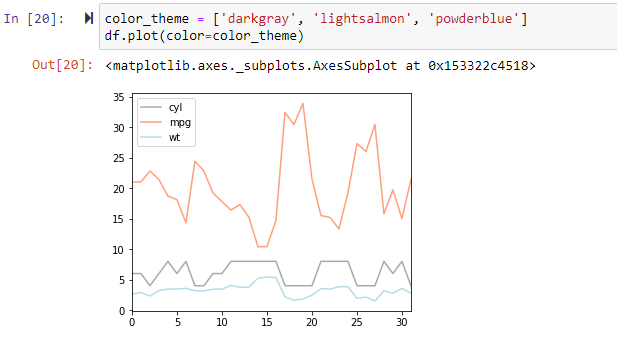 In [20]:
color_theme = ['darkgray', 'lightsalmon', 'powderblue']
df.plot(color=color_theme)
Out[20]: <matplotlib.axes._subplots.AxesSubplot at 0x153322c4518>
35
30
25
20
15
10
5
0
cyl
mpg
wt
0 5 10 15 20 25 30